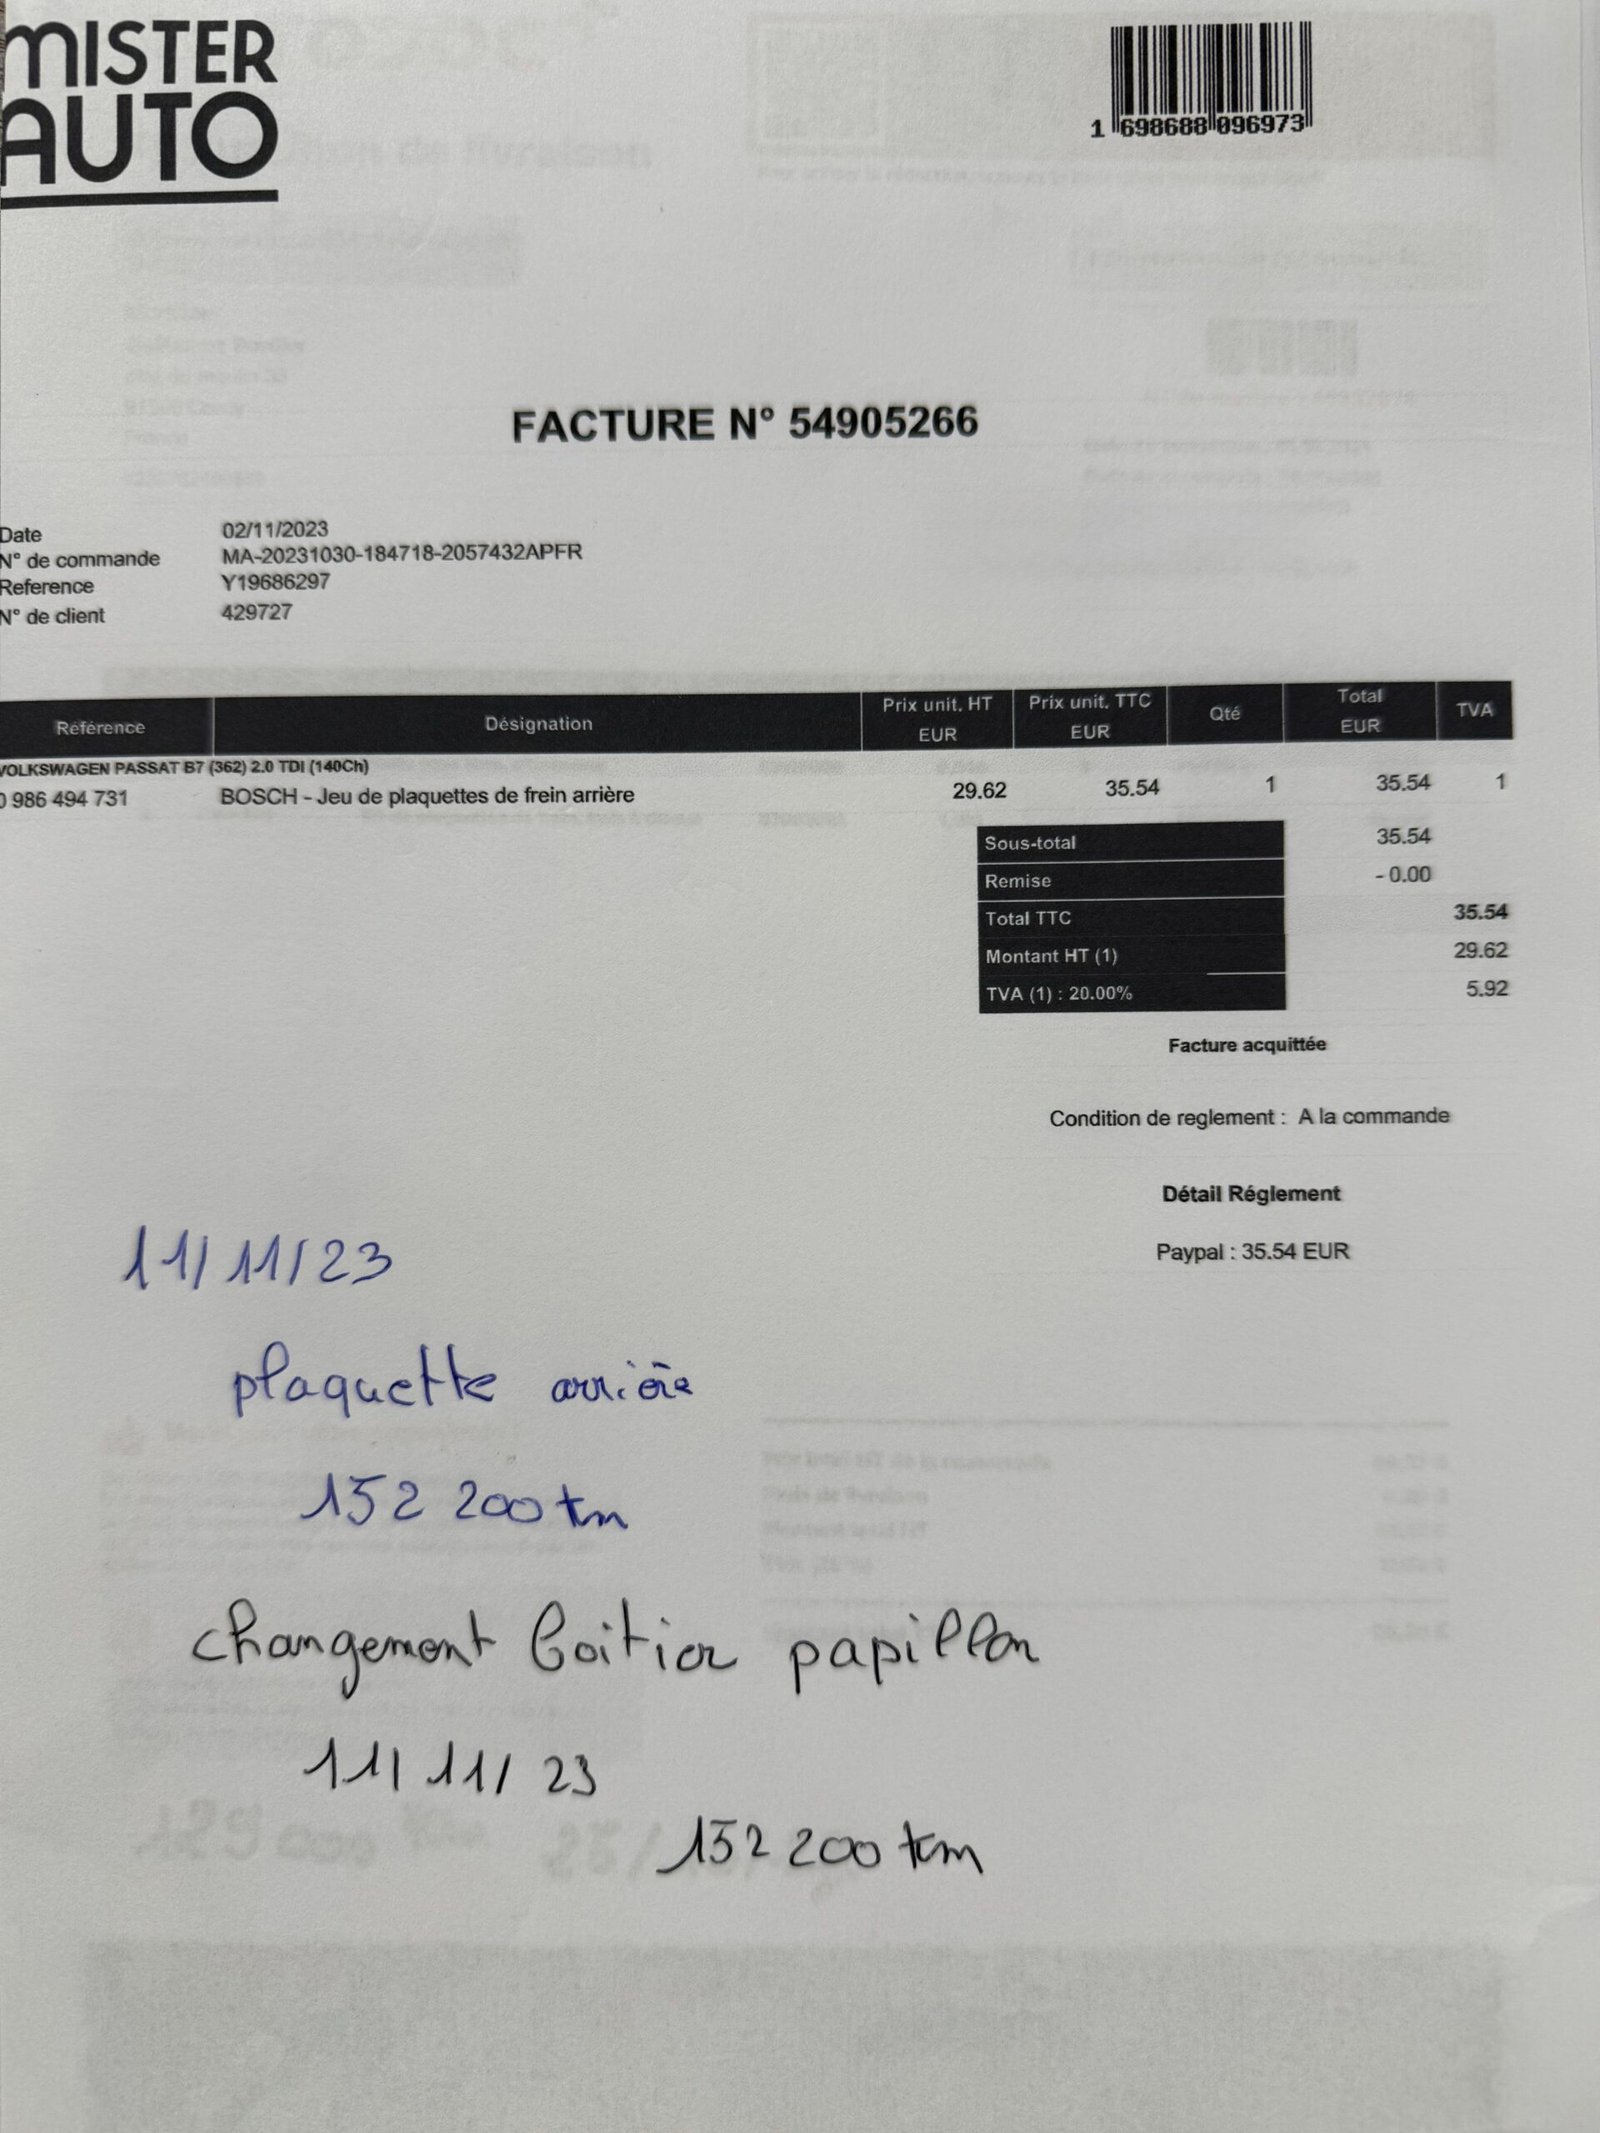 MISTER
AUTO
1 698688 096973
FACTURE N° 54905266
Date 02/11/2023
N° de commande MA-20231030-184718-2057432APFR
Reference Y19686297
N° de client 429727
Référence Désignation Prix unit. HT EUR Prix unit. TTC EUR Qté Total EUR TVA
VOLKSWAGEN PASSAT B7 (362) 2.0 TDI (140Ch)
0 986 494 731 BOSCH - Jeu de plaquettes de frein arrière 29.62 35.54 1 35.54 1
Sous-total 35.54
Remise - 0.00
Total TTC 35.54
Montant HT (1) 29.62
TVA (1) : 20.00% 5.92
Facture acquittée
Condition de reglement : A la commande
Détail Réglement
Paypal : 35.54 EUR
11/11/23
plaquette arrière
152 200 km
changement boitier papillon
11/11/23
152 200 km